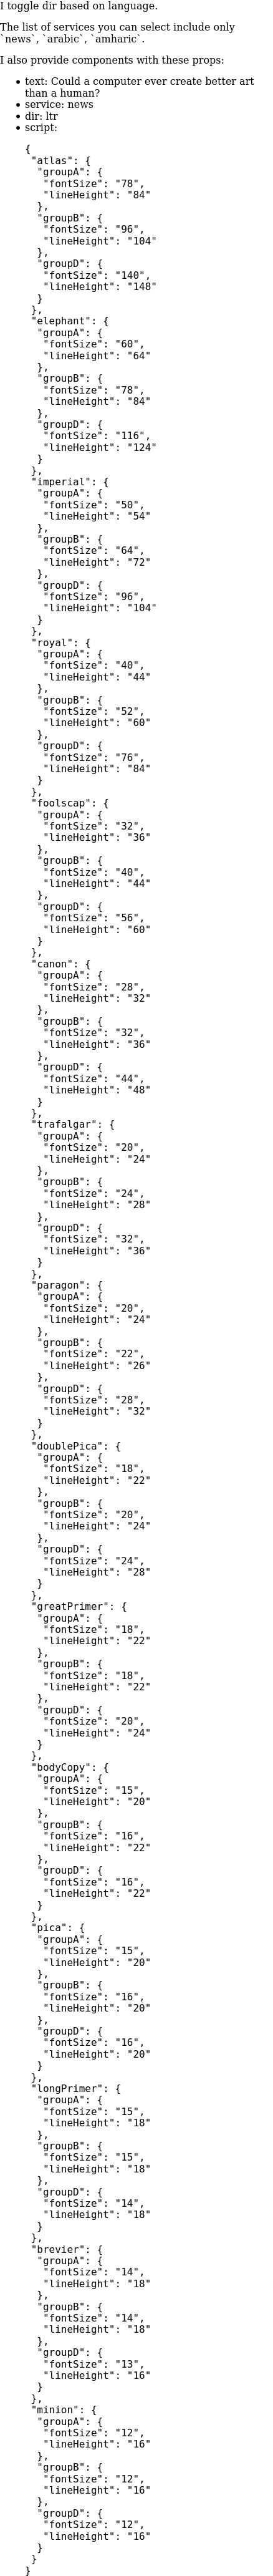 I toggle dir based on language.
The list of services you can select include only
`news`, `arabic`, `amharic`.
I also provide components with these props:
• text: Could a computer ever create better art
than a human?
• service: news
• dir: ltr
• script:
{
"atlas": {
"groupA": {
"fontSize": "78",
"lineHeight": "84"
},
"groupB": {
"fontSize": "96",
"lineHeight": "104"
},
"groupD": {
"fontSize": "140",
"lineHeight": "148"
}
},
"elephant": {
"groupA": {
"fontSize": "60",
"lineHeight": "64"
},
"groupB": {
"fontSize": "78",
"lineHeight": "84"
},
"groupD": {
"fontSize": "116",
"lineHeight": "124"
}
},
"imperial": {
"groupA": {
"fontSize": "50",
"lineHeight": "54"
},
"groupB": {
"fontSize": "64",
"lineHeight": "72"
},
"groupD": {
"fontSize": "96",
"lineHeight": "104"
}
},
"royal": {
"groupA": {
"fontSize": "40",
"lineHeight": "44"
},
"groupB": {
"fontSize": "52",
"lineHeight": "60"
},
"groupD": {
"fontSize": "76",
"lineHeight": "84"
}
},
"foolscap": {
"groupA": {
"fontSize": "32",
"lineHeight": "36"
},
"groupB": {
"fontSize": "40",
"lineHeight": "44"
},
"groupD": {
"fontSize": "56",
"lineHeight": "60"
}
},
"canon": {
"groupA": {
"fontSize": "28",
"lineHeight": "32"
},
"groupB": {
"fontSize": "32",
"lineHeight": "36"
},
"groupD": {
"fontSize": "44",
"lineHeight": "48"
}
},
"trafalgar": {
"groupA": {
"fontSize": "20",
"lineHeight": "24"
},
"groupB": {
"fontSize": "24",
"lineHeight": "28"
},
"groupD": {
"fontSize": "32",
"lineHeight": "36"
}
},
"paragon": {
"groupA": {
"fontSize": "20",
"lineHeight": "24"
},
"groupB": {
"fontSize": "22",
"lineHeight": "26"
},
"groupD": {
"fontSize": "28",
"lineHeight": "32"
}
},
"doublePica": {
"groupA": {
"fontSize": "18",
"lineHeight": "22"
},
"groupB": {
"fontSize": "20",
"lineHeight": "24"
},
"groupD": {
"fontSize": "24",
"lineHeight": "28"
}
},
"greatPrimer": {
"groupA": {
"fontSize": "18",
"lineHeight": "22"
},
"groupB": {
"fontSize": "18",
"lineHeight": "22"
},
"groupD": {
"fontSize": "20",
"lineHeight": "24"
}
},
"bodyCopy": {
"groupA": {
"fontSize": "15",
"lineHeight": "20"
},
"groupB": {
"fontSize": "16",
"lineHeight": "22"
},
"groupD": {
"fontSize": "16",
"lineHeight": "22"
}
},
"pica": {
"groupA": {
"fontSize": "15",
"lineHeight": "20"
},
"groupB": {
"fontSize": "16",
"lineHeight": "20"
},
"groupD": {
"fontSize": "16",
"lineHeight": "20"
}
},
"longPrimer": {
"groupA": {
"fontSize": "15",
"lineHeight": "18"
},
"groupB": {
"fontSize": "15",
"lineHeight": "18"
},
"groupD": {
"fontSize": "14",
"lineHeight": "18"
}
},
"brevier": {
"groupA": {
"fontSize": "14",
"lineHeight": "18"
},
"groupB": {
"fontSize": "14",
"lineHeight": "18"
},
"groupD": {
"fontSize": "13",
"lineHeight": "16"
}
},
"minion": {
"groupA": {
"fontSize": "12",
"lineHeight": "16"
},
"groupB": {
"fontSize": "12",
"lineHeight": "16"
},
"groupD": {
"fontSize": "12",
"lineHeight": "16"
}
}
}